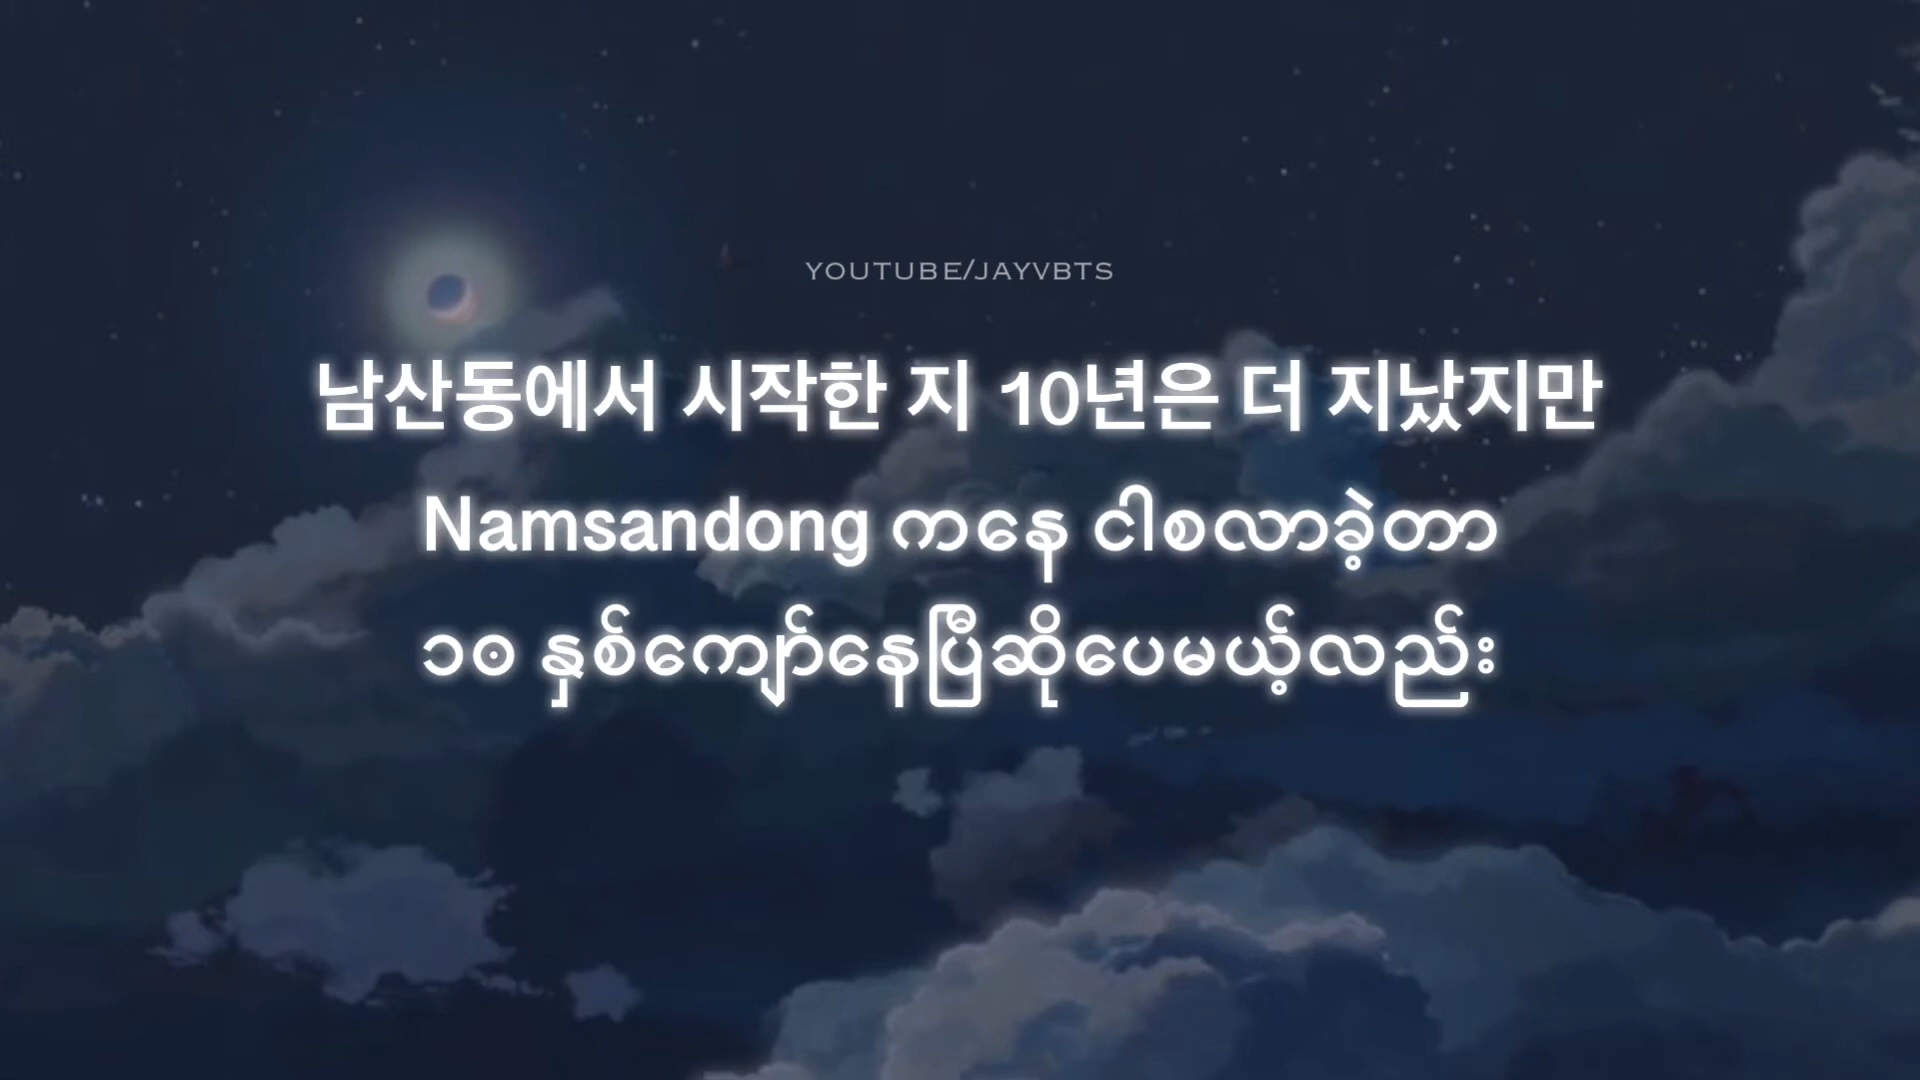 YOUTUBE/JAYVBTS
남산동에서 시작한 지 10년은 더 지났지만
Namsandong ကနေ ငါစလာခဲ့တာ
၁၀ နှစ်ကျော်နေပြီဆိုပေမယ့်လည်း